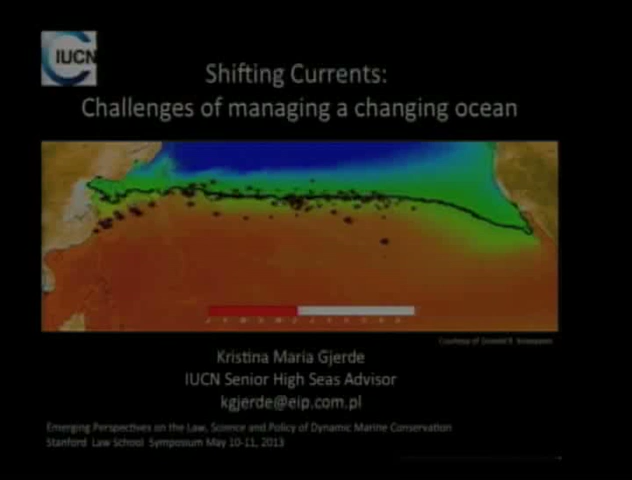 IUCN
Shifting Currents:
Challenges of managing a changing ocean
Courtesy of
Kristina Maria Gjerde
IUCN Senior High Seas Advisor
kgjerde@eip.com.pl
Emerging Perspectives on the Law, Science and Policy of Dynamic Marine Conservation
Stanford Law School Symposium May 10-11, 2013